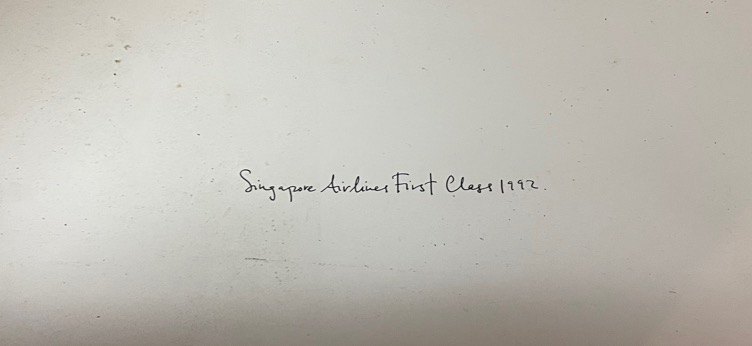 Singapore Airlines First Class 1992.